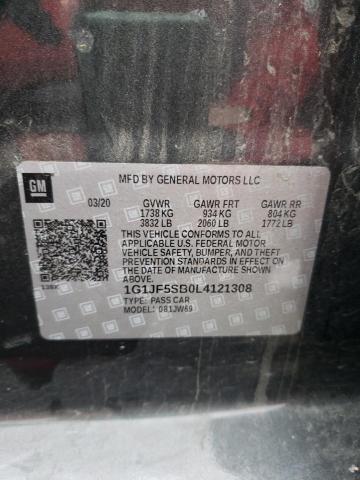 MFD BY GENERAL MOTORS LLC
GM
03/20 GVWR GAWR FRT GAWR RR
1738 KG 934 KG 804 KG
3832 LB 2060 LB 1772 LB
THIS VEHICLE CONFORMS TO ALL
APPLICABLE U.S. FEDERAL MOTOR
VEHICLE SAFETY, BUMPER, AND THEFT
PREVENTION STANDARDS IN EFFECT ON
THE DATE OF MANUFACTURE SHOWN ABOVE.
1G1JF5SB0L4121308
TYPE: PASS CAR
MODEL: 081JW69